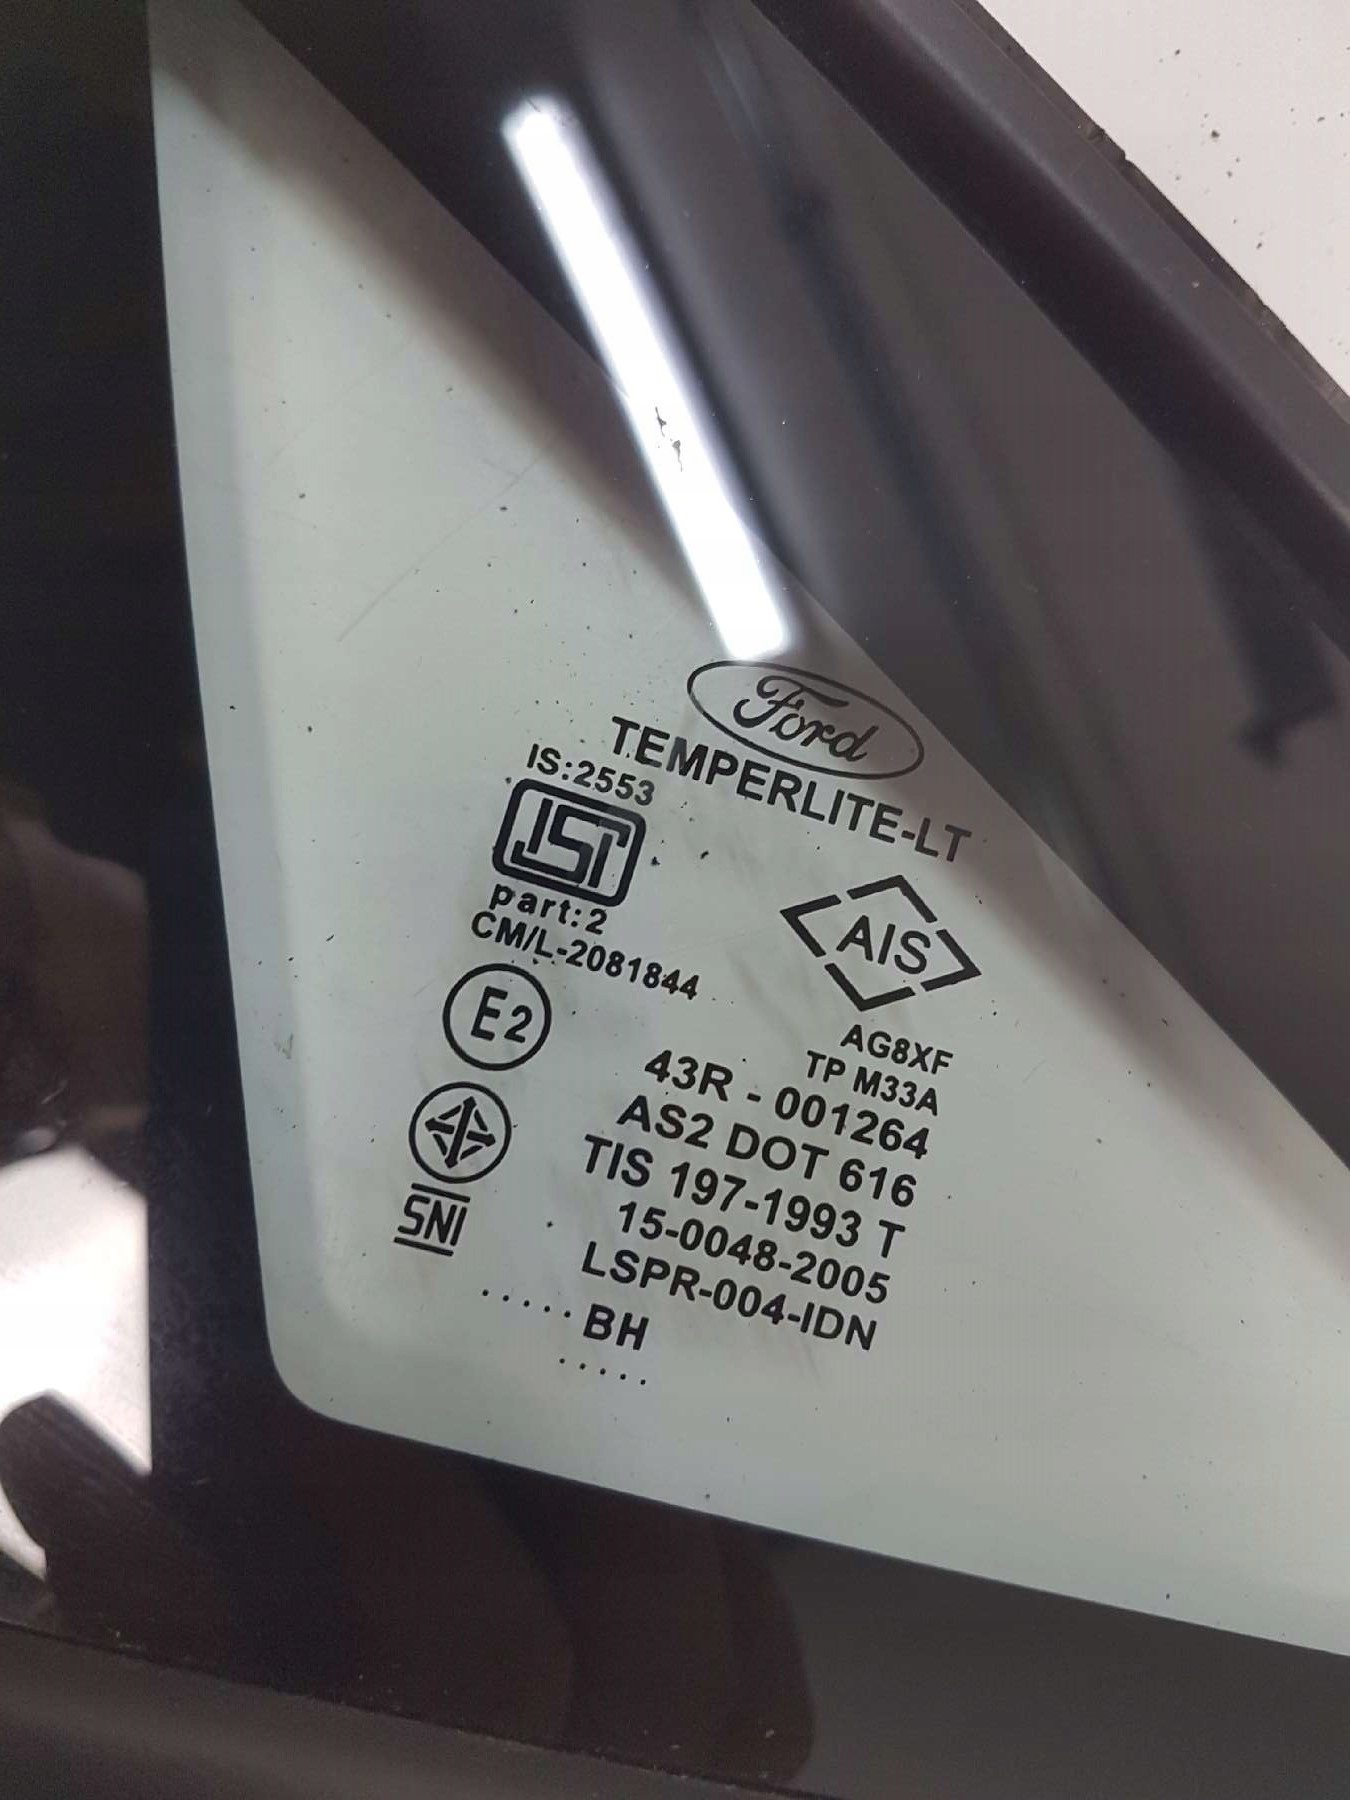 Ford
TEMPERLITE-LT
IS:2553
ISI
part:2
CM/L-2081844
AIS
AG8XF
TP M33A
E2
43R - 001264
AS2 DOT 616
TIS 197-1993 T
15-0048-2005
SNI
LSPR-004-IDN
.....BH
.....